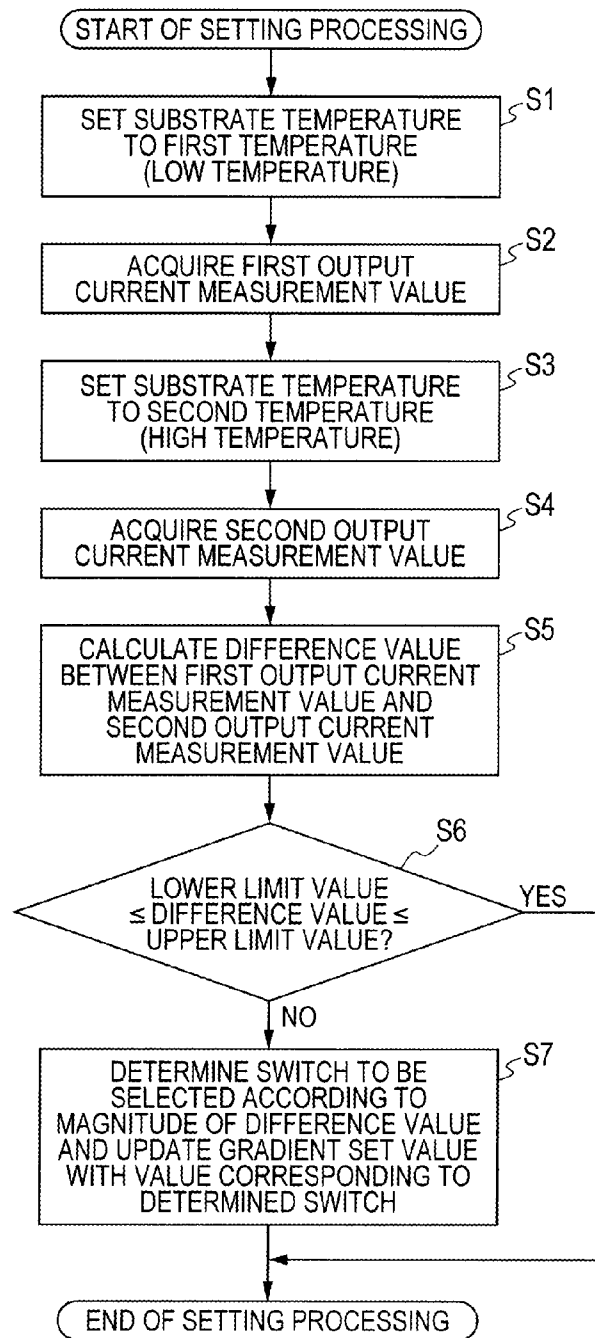 START OF SETTING PROCESSING
S1
SET SUBSTRATE TEMPERATURE
TO FIRST TEMPERATURE
(LOW TEMPERATURE)
S2
ACQUIRE FIRST OUTPUT
CURRENT MEASUREMENT VALUE
S3
SET SUBSTRATE TEMPERATURE
TO SECOND TEMPERATURE
(HIGH TEMPERATURE)
S4
ACQUIRE SECOND OUTPUT
CURRENT MEASUREMENT VALUE
S5
CALCULATE DIFFERENCE VALUE
BETWEEN FIRST OUTPUT CURRENT
MEASUREMENT VALUE AND
SECOND OUTPUT CURRENT
MEASUREMENT VALUE
S6
LOWER LIMIT VALUE
≤ DIFFERENCE VALUE ≤
UPPER LIMIT VALUE?
YES
NO
S7
DETERMINE SWITCH TO BE
SELECTED ACCORDING TO
MAGNITUDE OF DIFFERENCE VALUE
AND UPDATE GRADIENT SET VALUE
WITH VALUE CORRESPONDING TO
DETERMINED SWITCH
END OF SETTING PROCESSING